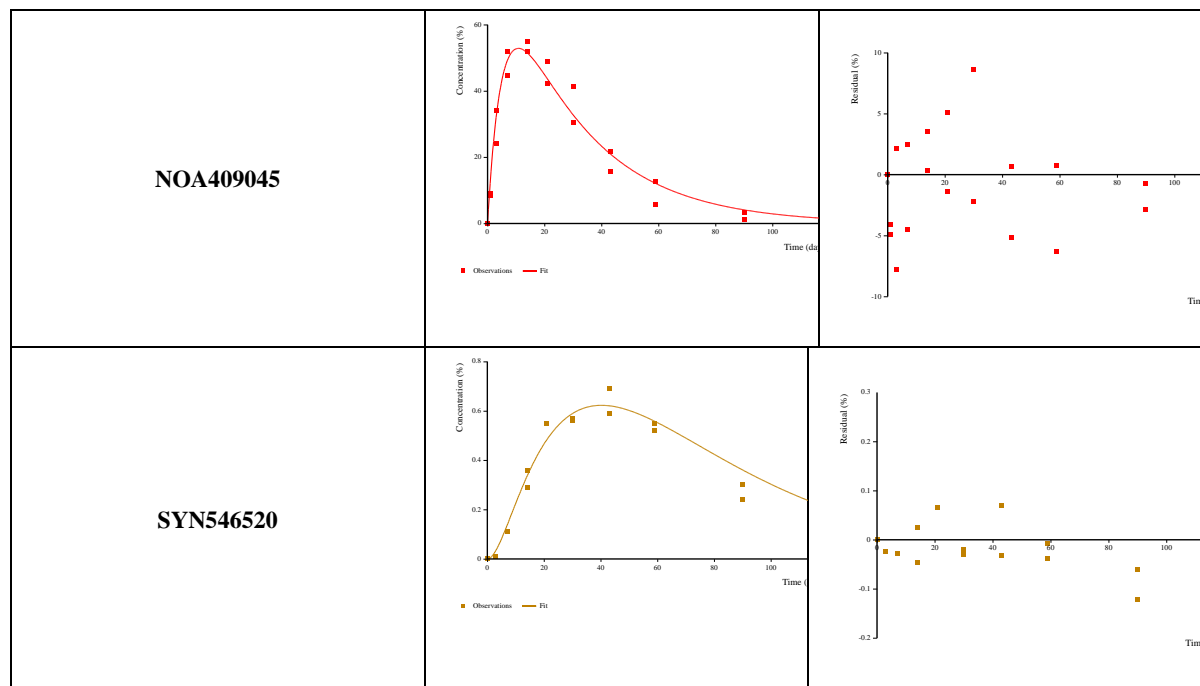 NOA409045
Concentration (%)
60
40
20
0
0 20 40 60 80 100
Time (da
Observations Fit
Residual (%)
10
5
0
-5
-10
0 20 40 60 80 100
Tim
SYN546520
Concentration (%)
0.8
0.6
0.4
0.2
0
0 20 40 60 80 100
Time (
Observations Fit
Residual (%)
0.3
0.2
0.1
0
-0.1
-0.2
0 20 40 60 80 100
Tim